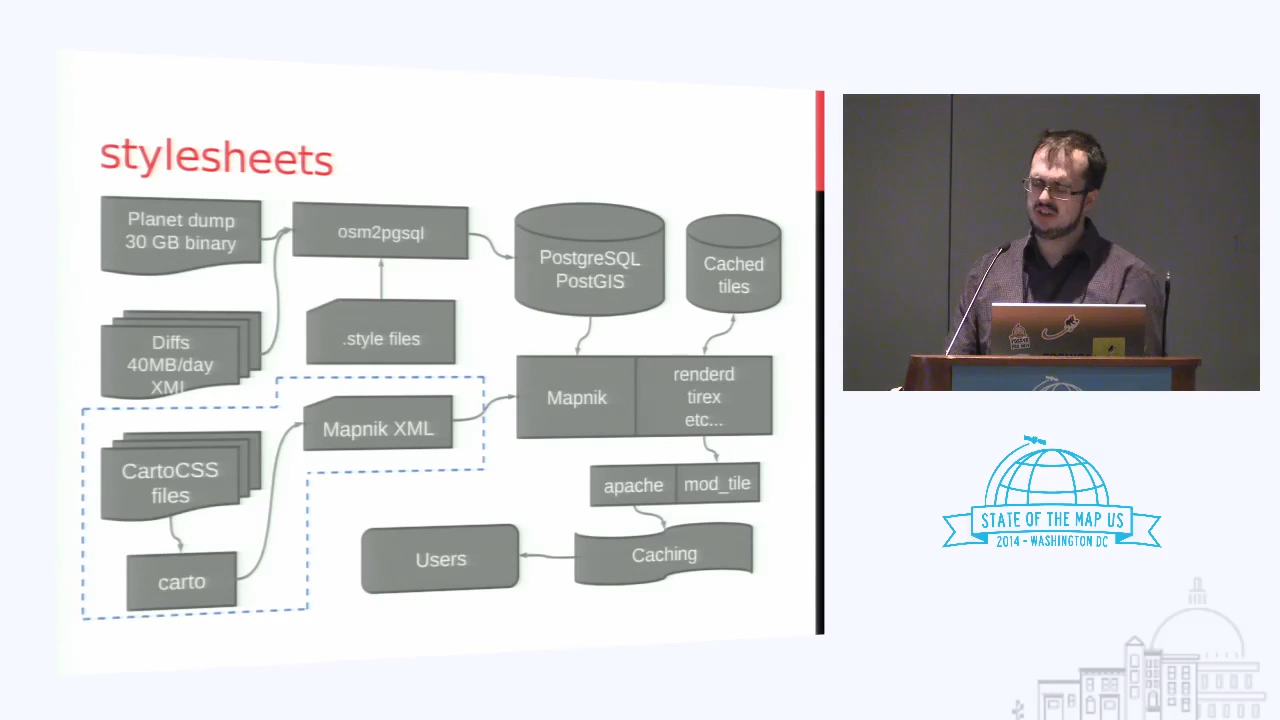 stylesheets
Planet dump
30 GB binary
osm2pgsql
PostgreSQL
PostGIS
Cached
tiles
Diffs
40MB/day
XML
.style files
Mapnik
renderd
tirex
etc...
Mapnik XML
CartoCSS
files
apache
mod_tile
carto
Users
Caching
STATE OF THE MAP US
2014 - WASHINGTON DC